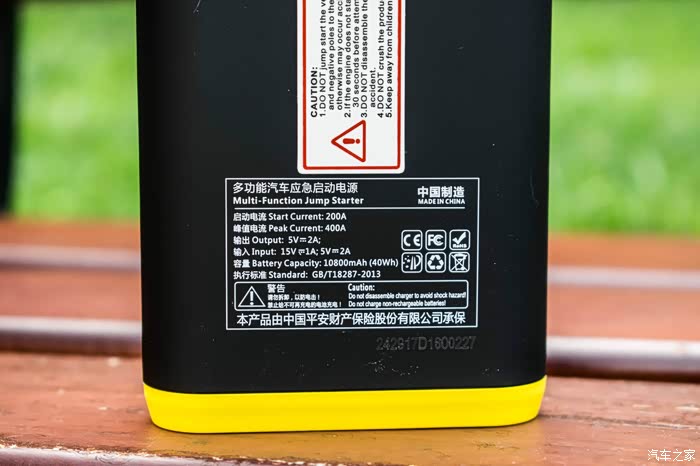 CAUTION:
1.DO NOT jump start the ve
and negative poles to the
otherwise may occur acc
2.If the engine does not sta
30 seconds before attem
3.DO NOT disassemble the
accident.
4.DO NOT crush the produc
5.Keep away from children
多功能汽车应急启动电源
Multi-Function Jump Starter
中国制造
MADE IN CHINA
启动电流 Start Current: 200A
峰值电流 Peak Current: 400A
输出 Output: 5V⎓2A;
输入 Input: 15V⎓1A; 5V⎓2A
容量 Battery Capacity: 10800mAh (40Wh)
执行标准 Standard: GB/T18287-2013
CE FC RoHS
警告
请勿拆卸，以防电击！
禁止给不可再充电的电池充电！
Caution:
Do not disassemble charger to avoid shock hazard!
Do not charge non-rechargeable batteries!
本产品由中国平安财产保险股份有限公司承保
242917D1600227
汽车之家